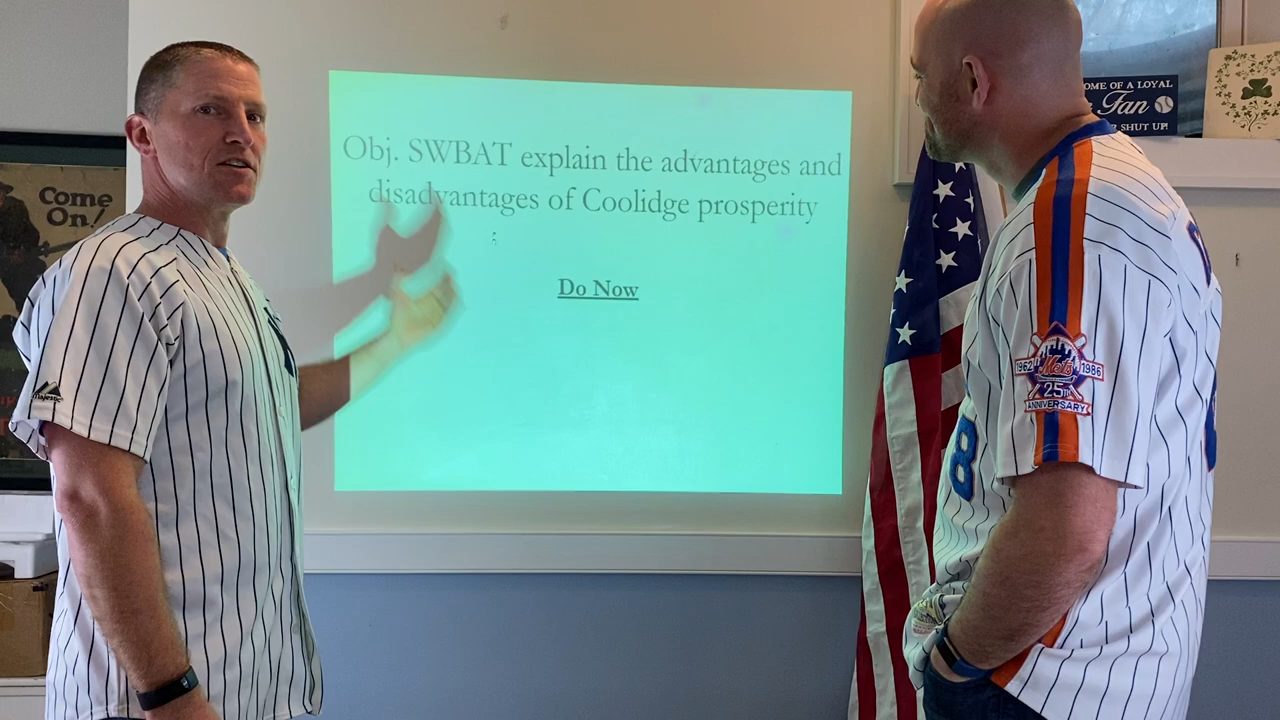 Come
On!
Obj. SWBAT explain the advantages and
disadvantages of Coolidge prosperity
Do Now
OME OF A LOYAL
Fan
SHUT UP!
Majestic
1962 Mets 1986
25th
ANNIVERSARY
8